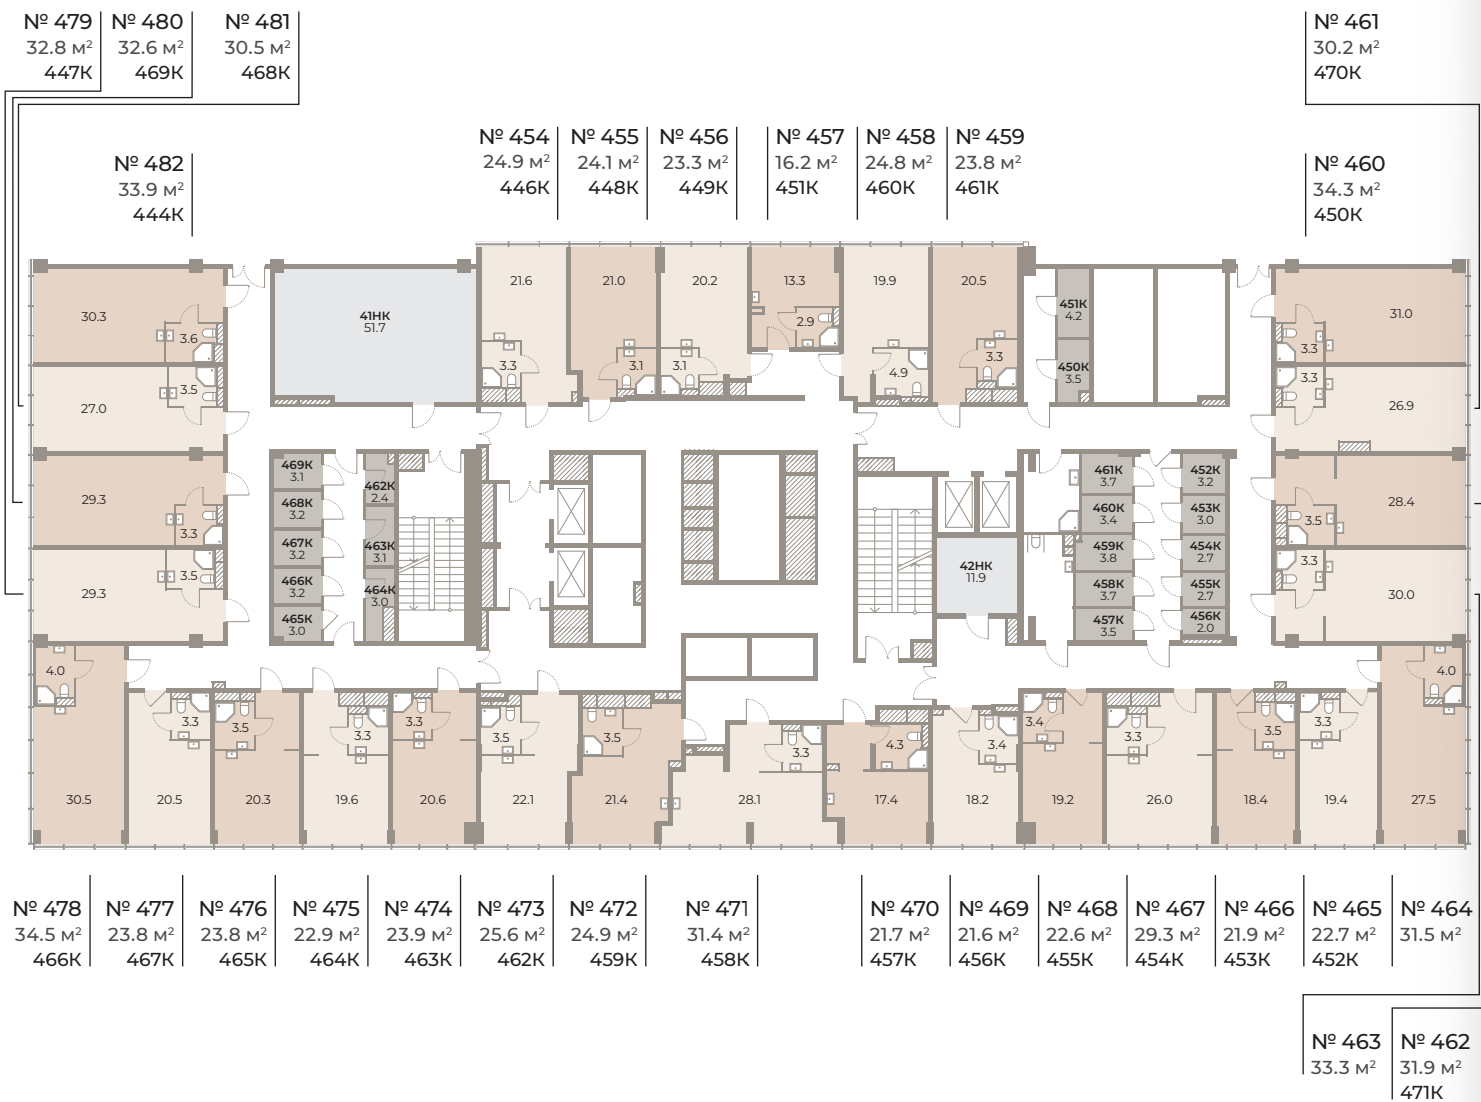 № 479
32.8 м²
447К
№ 480
32.6 м²
469К
№ 481
30.5 м²
468К
№ 461
30.2 м²
470К
№ 482
33.9 м²
444К
№ 454
24.9 м²
446К
№ 455
24.1 м²
448К
№ 456
23.3 м²
449К
№ 457
16.2 м²
451К
№ 458
24.8 м²
460К
№ 459
23.8 м²
461К
№ 460
34.3 м²
450К
30.3
3.6
41НК
51.7
21.6
3.3
21.0
3.1
20.2
3.1
13.3
2.9
19.9
4.9
20.5
3.3
451К
4.2
450К
3.5
31.0
3.3
27.0
3.5
3.3
26.9
29.3
3.3
469К
3.1
468К
3.2
467К
3.2
466К
3.2
465К
3.0
462К
2.4
463К
3.1
464К
3.0
42НК
11.9
461К
3.7
460К
3.4
459К
3.8
458К
3.7
457К
3.5
452К
3.2
453К
3.0
454К
2.7
455К
2.7
456К
2.0
28.4
3.5
29.3
3.5
3.3
30.0
4.0
30.5
3.3
20.5
3.5
20.3
3.3
19.6
3.3
20.6
3.5
22.1
3.5
21.4
3.3
28.1
4.3
17.4
3.4
18.2
3.4
19.2
3.3
26.0
3.5
18.4
3.3
19.4
4.0
27.5
№ 478
34.5 м²
466К
№ 477
23.8 м²
467К
№ 476
23.8 м²
465К
№ 475
22.9 м²
464К
№ 474
23.9 м²
463К
№ 473
25.6 м²
462К
№ 472
24.9 м²
459К
№ 471
31.4 м²
458К
№ 470
21.7 м²
457К
№ 469
21.6 м²
456К
№ 468
22.6 м²
455К
№ 467
29.3 м²
454К
№ 466
21.9 м²
453К
№ 465
22.7 м²
452К
№ 464
31.5 м²
№ 463
33.3 м²
№ 462
31.9 м²
471К